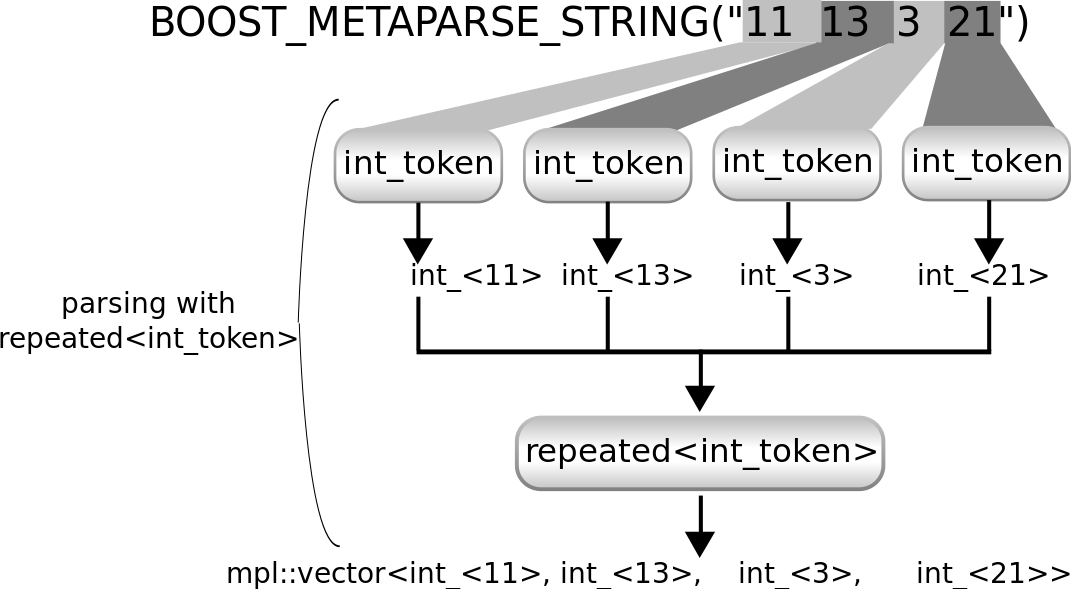 BOOST_METAPARSE_STRING("11 13 3 21")
int_token int_token int_token int_token
int_<11> int_<13> int_<3> int_<21>
parsing with
repeated<int_token>
repeated<int_token>
mpl::vector<int_<11>, int_<13>, int_<3>, int_<21>>